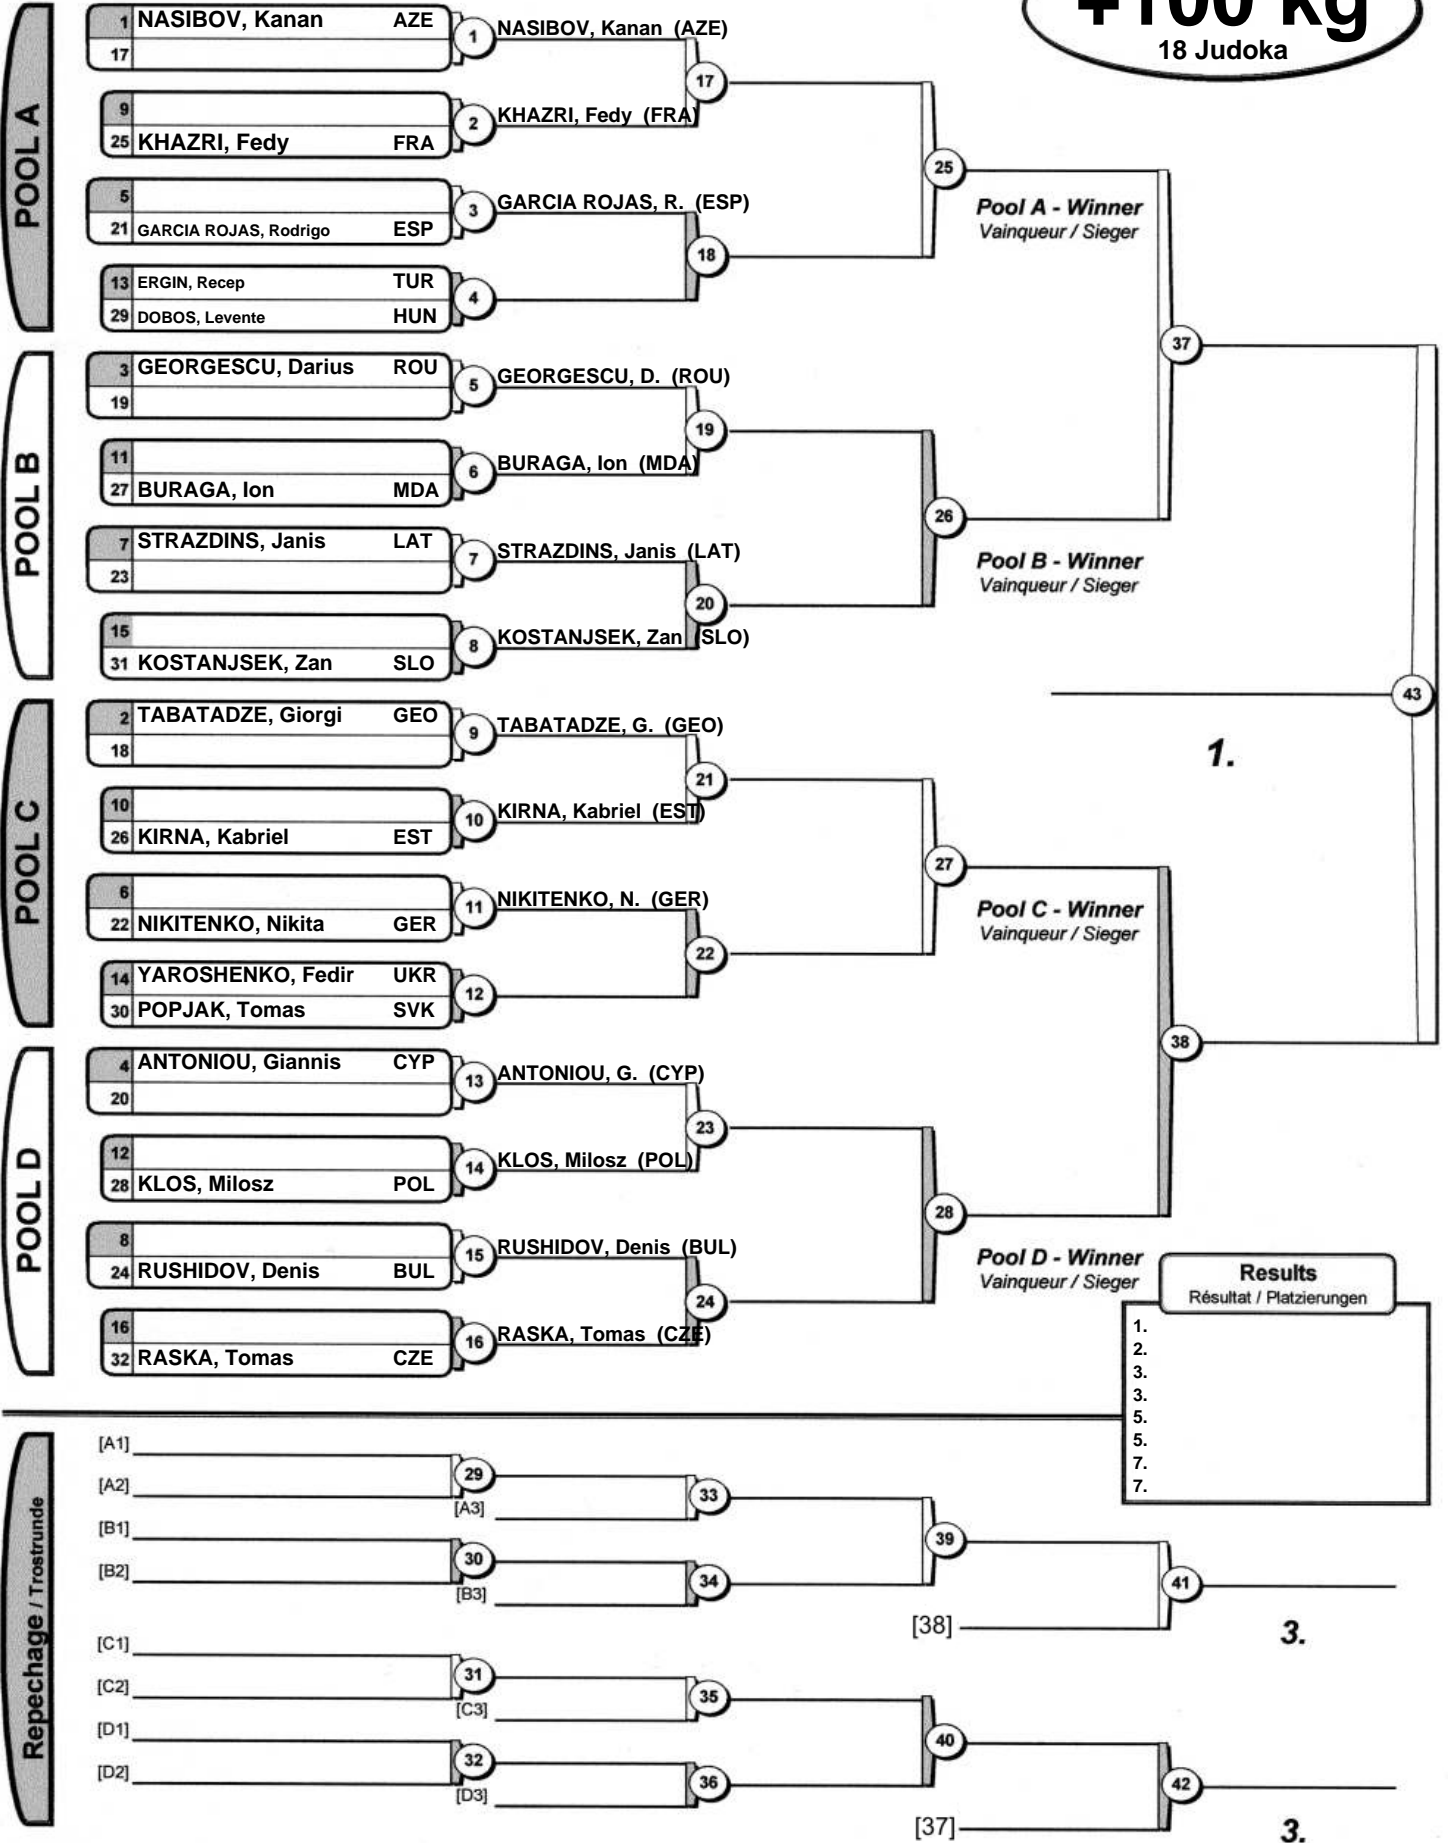 +100 kg
18 Judoka
POOL A
1 NASIBOV, Kanan AZE
17
1
NASIBOV, Kanan (AZE)
9
25 KHAZRI, Fedy FRA
2
KHAZRI, Fedy (FRA)
17
5
21 GARCIA ROJAS, Rodrigo ESP
3
GARCIA ROJAS, R. (ESP)
13 ERGIN, Recep TUR
29 DOBOS, Levente HUN
4
18
25
Pool A - Winner
Vainqueur / Sieger
POOL B
3 GEORGESCU, Darius ROU
19
5
GEORGESCU, D. (ROU)
11
27 BURAGA, Ion MDA
6
BURAGA, Ion (MDA)
19
7 STRAZDINS, Janis LAT
23
7
STRAZDINS, Janis (LAT)
15
31 KOSTANJSEK, Zan SLO
8
KOSTANJSEK, Zan (SLO)
20
26
Pool B - Winner
Vainqueur / Sieger
37
43
1.
POOL C
2 TABATADZE, Giorgi GEO
18
9
TABATADZE, G. (GEO)
10
26 KIRNA, Kabriel EST
10
KIRNA, Kabriel (EST)
21
6
22 NIKITENKO, Nikita GER
11
NIKITENKO, N. (GER)
14 YAROSHENKO, Fedir UKR
30 POPJAK, Tomas SVK
12
22
27
Pool C - Winner
Vainqueur / Sieger
POOL D
4 ANTONIOU, Giannis CYP
20
13
ANTONIOU, G. (CYP)
12
28 KLOS, Milosz POL
14
KLOS, Milosz (POL)
23
8
24 RUSHIDOV, Denis BUL
15
RUSHIDOV, Denis (BUL)
16
32 RASKA, Tomas CZE
16
RASKA, Tomas (CZE)
24
28
Pool D - Winner
Vainqueur / Sieger
38
Results
Résultat / Platzierungen
1.
2.
3.
3.
5.
5.
7.
7.
Repechage / Trostrunde
[A1]
[A2]
29
[A3]
33
[B1]
[B2]
30
[B3]
34
39
[38]
41
3.
[C1]
[C2]
31
[C3]
35
[D1]
[D2]
32
[D3]
36
40
[37]
42
3.